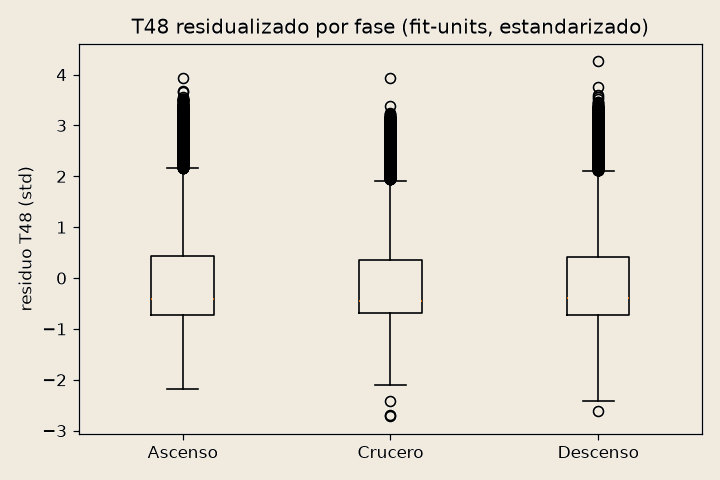 T48 residualizado por fase (fit-units, estandarizado)
residuo T48 (std)
4
3
2
1
0
−1
−2
−3
Ascenso Crucero Descenso